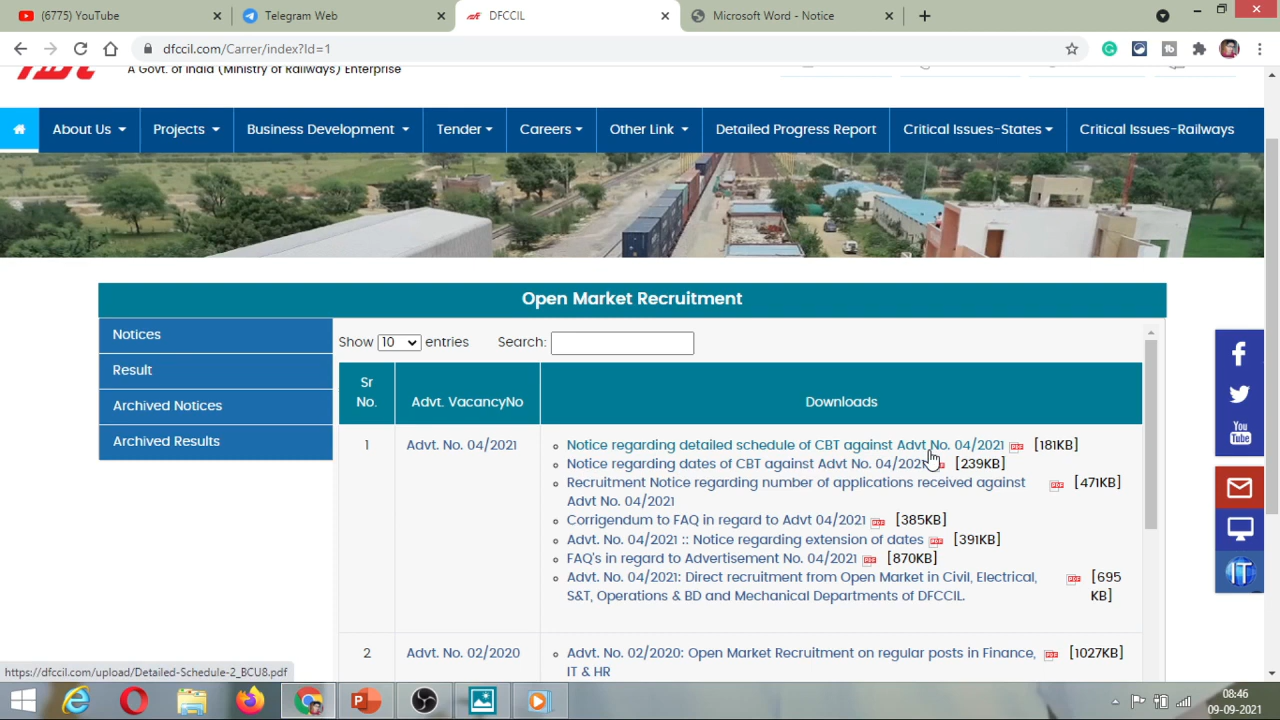 (6775) YouTube
Telegram Web
DFCCIL
Microsoft Word - Notice
dfccil.com/Carrer/index?Id=1
A Govt. of India (Ministry of Railways) Enterprise
About Us
Projects
Business Development
Tender
Careers
Other Link
Detailed Progress Report
Critical Issues-States
Critical Issues-Railways
Open Market Recruitment
Notices
Result
Archived Notices
Archived Results
Show 10 entries Search:
Sr No.
Advt. VacancyNo
Downloads
1
Advt. No. 04/2021
Notice regarding detailed schedule of CBT against Advt No. 04/2021 [181KB]
Notice regarding dates of CBT against Advt No. 04/2021 [239KB]
Recruitment Notice regarding number of applications received against [471KB]
Advt No. 04/2021
Corrigendum to FAQ in regard to Advt 04/2021 [385KB]
Advt. No. 04/2021 :: Notice regarding extension of dates [391KB]
FAQ's in regard to Advertisement No. 04/2021 [870KB]
Advt. No. 04/2021: Direct recruitment from Open Market in Civil, Electrical, [695
S&T, Operations & BD and Mechanical Departments of DFCCIL. KB]
2
Advt. No. 02/2020
Advt. No. 02/2020: Open Market Recruitment on regular posts in Finance, [1027KB]
IT & HR
You
Tube
IT
https://dfccil.com/upload/Detailed-Schedule-2_BCU8.pdf
08:46
09-09-2021